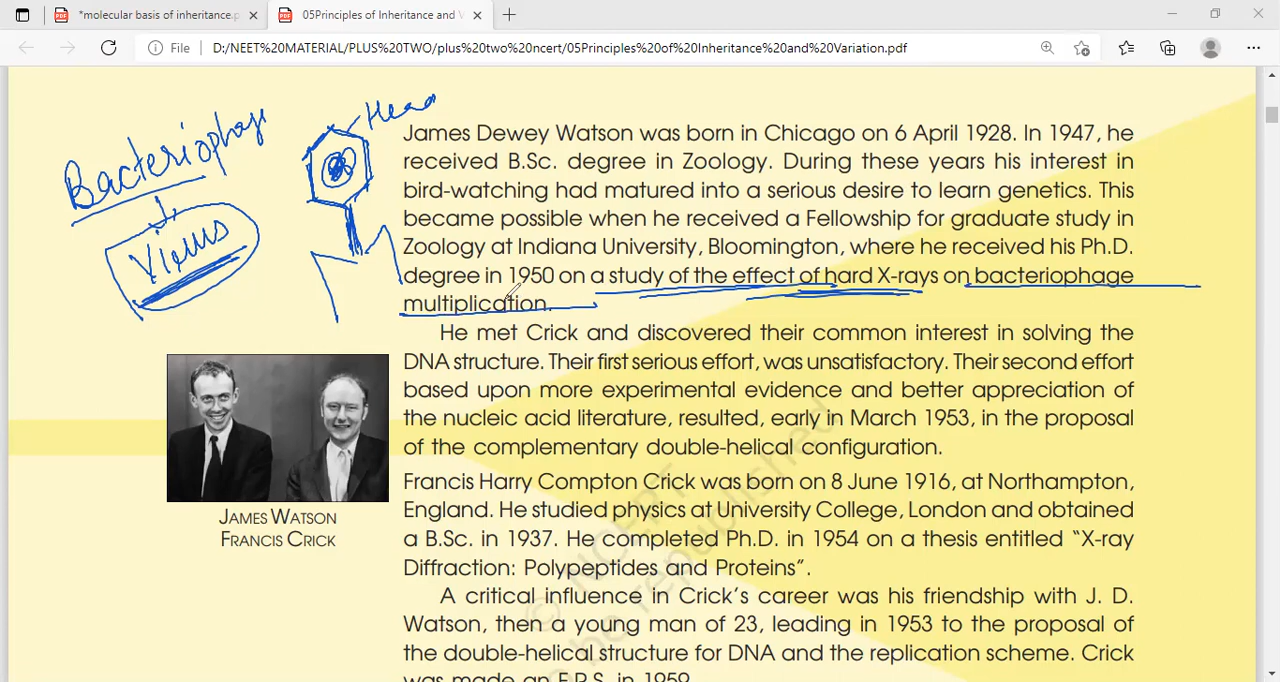 *molecular basis of inheritance.p
05Principles of Inheritance and V
File
D:/NEET%20MATERIAL/PLUS%20TWO/plus%20two%20ncert/05Principles%20of%20Inheritance%20and%20Variation.pdf
Bacteriophage
Head
Virus
James Dewey Watson was born in Chicago on 6 April 1928. In 1947, he
received B.Sc. degree in Zoology. During these years his interest in
bird-watching had matured into a serious desire to learn genetics. This
became possible when he received a Fellowship for graduate study in
Zoology at Indiana University, Bloomington, where he received his Ph.D.
degree in 1950 on a study of the effect of hard X-rays on bacteriophage
multiplication.
He met Crick and discovered their common interest in solving the
DNA structure. Their first serious effort, was unsatisfactory. Their second effort
based upon more experimental evidence and better appreciation of
the nucleic acid literature, resulted, early in March 1953, in the proposal
of the complementary double-helical configuration.
JAMES WATSON
FRANCIS CRICK
Francis Harry Compton Crick was born on 8 June 1916, at Northampton,
England. He studied physics at University College, London and obtained
a B.Sc. in 1937. He completed Ph.D. in 1954 on a thesis entitled “X-ray
Diffraction: Polypeptides and Proteins”.
A critical influence in Crick’s career was his friendship with J. D.
Watson, then a young man of 23, leading in 1953 to the proposal of
the double-helical structure for DNA and the replication scheme. Crick
was made an F.R.S. in 1959.
© NCERT
be republished